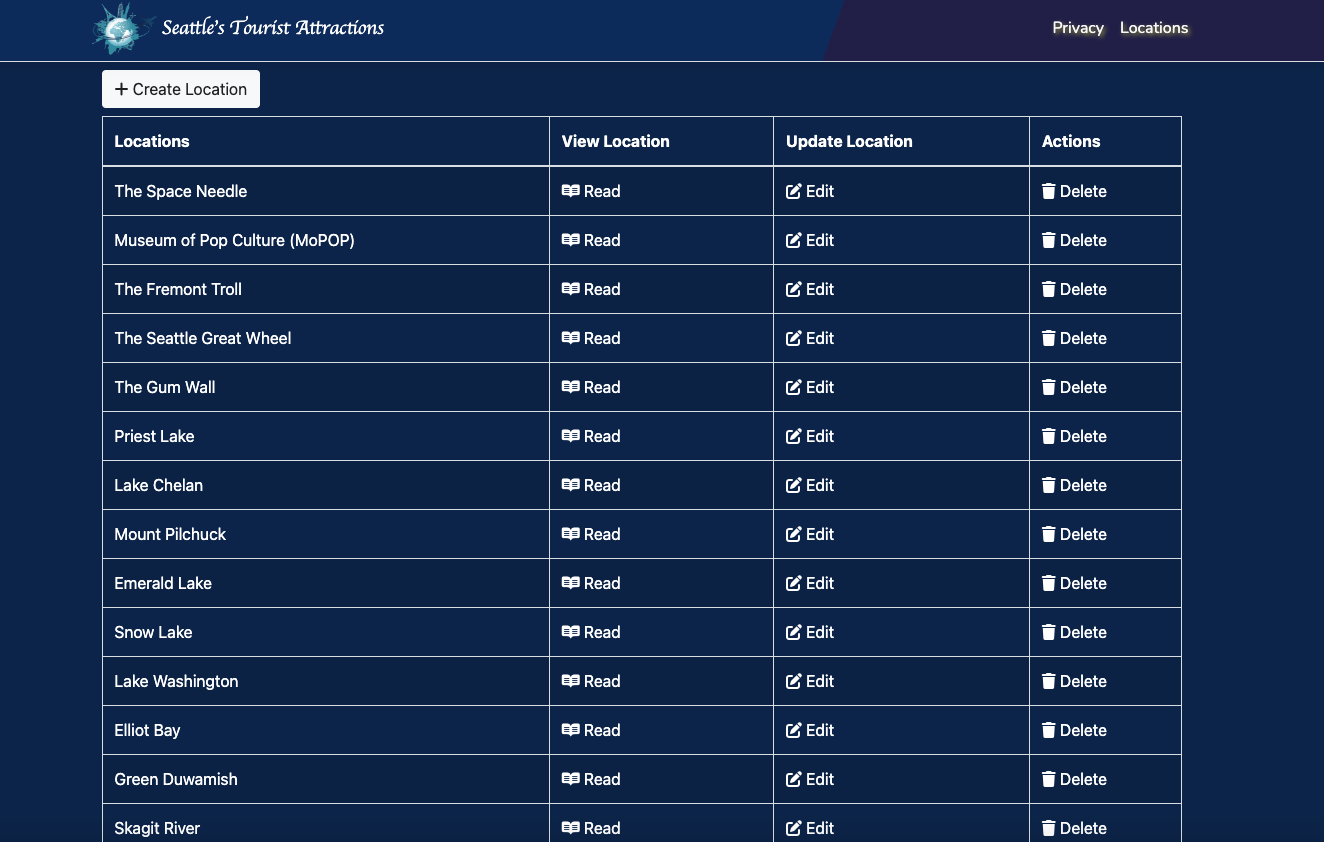 Seattle's Tourist Attractions Privacy Locations
Create Location
Locations View Location Update Location Actions
The Space Needle Read Edit Delete
Museum of Pop Culture (MoPOP) Read Edit Delete
The Fremont Troll Read Edit Delete
The Seattle Great Wheel Read Edit Delete
The Gum Wall Read Edit Delete
Priest Lake Read Edit Delete
Lake Chelan Read Edit Delete
Mount Pilchuck Read Edit Delete
Emerald Lake Read Edit Delete
Snow Lake Read Edit Delete
Lake Washington Read Edit Delete
Elliot Bay Read Edit Delete
Green Duwamish Read Edit Delete
Skagit River Read Edit Delete